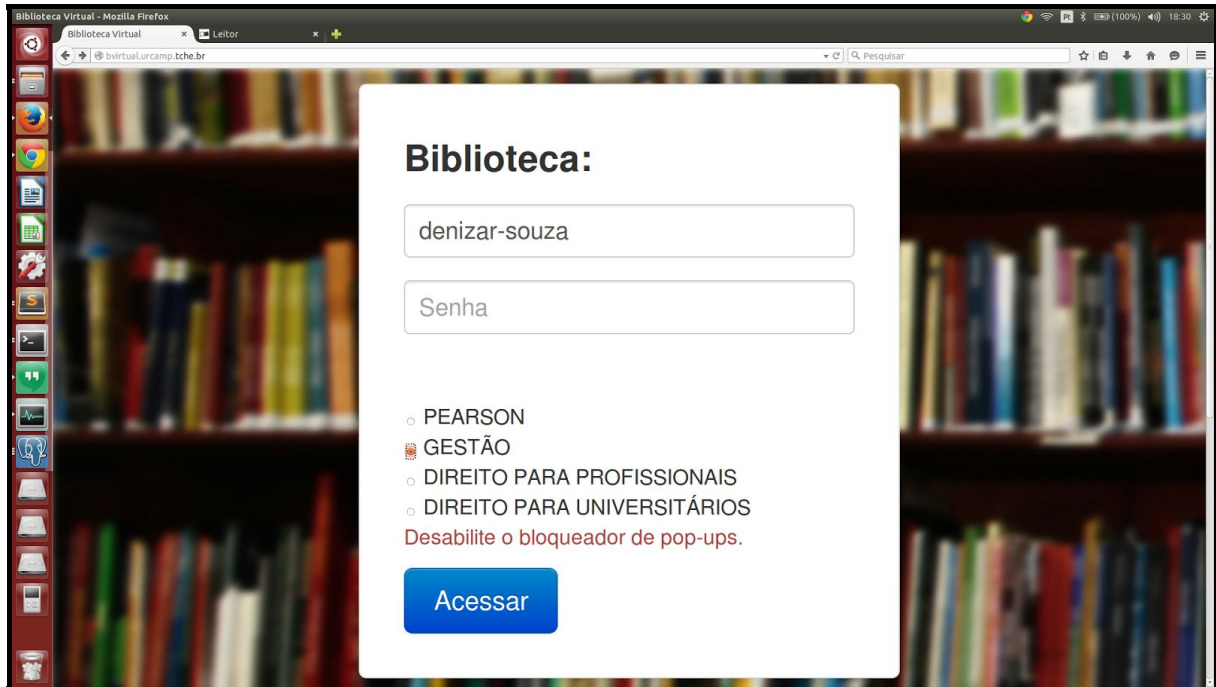 Biblioteca Virtual - Mozilla Firefox
Pt (100%) 18:30
Biblioteca Virtual × Leitor ×
bvirtual.urcamp.tche.br Pesquisar
Biblioteca:
denizar-souza
Senha
PEARSON
GESTÃO
DIREITO PARA PROFISSIONAIS
DIREITO PARA UNIVERSITÁRIOS
Desabilite o bloqueador de pop-ups.
Acessar